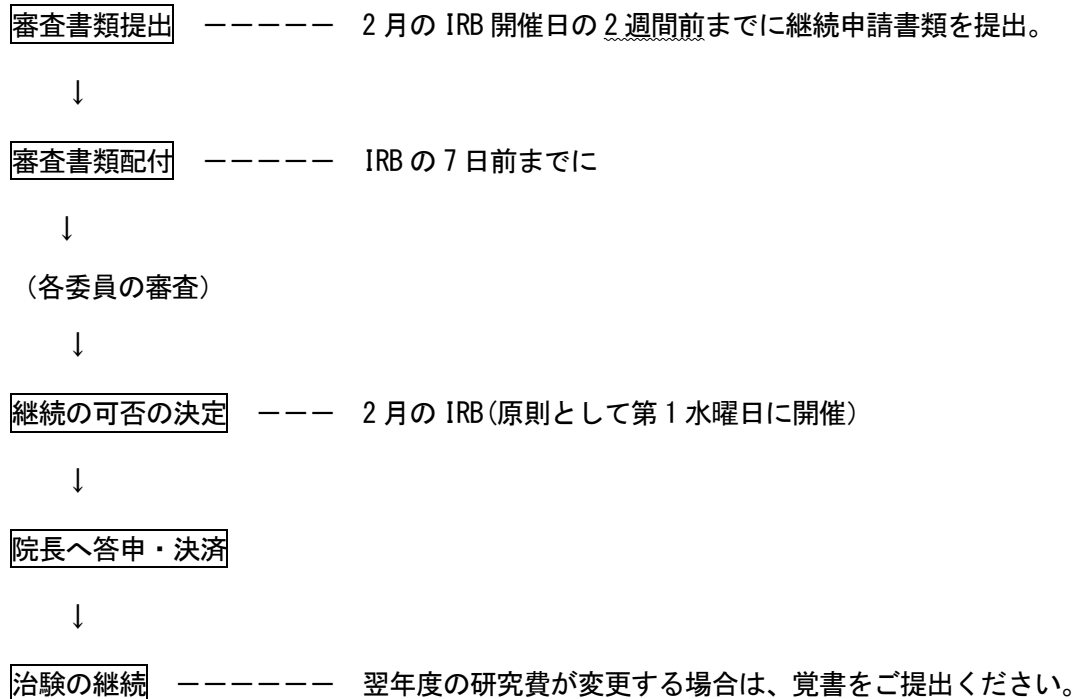 審査書類提出 ーーーーー 2月のIRB開催日の2週間前までに継続申請書類を提出。
↓
審査書類配付 ーーーーー IRBの7日前までに
↓
（各委員の審査）
↓
継続の可否の決定 ーーー 2月のIRB(原則として第1水曜日に開催)
↓
院長へ答申・決済
↓
治験の継続 ーーーーーー 翌年度の研究費が変更する場合は、覚書をご提出ください。